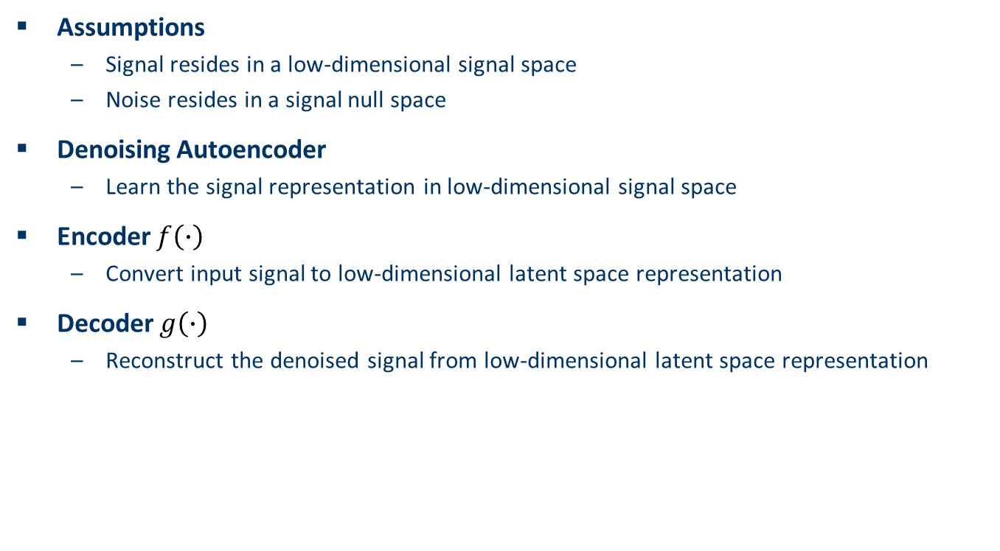 ▪ Assumptions
– Signal resides in a low-dimensional signal space
– Noise resides in a signal null space
▪ Denoising Autoencoder
– Learn the signal representation in low-dimensional signal space
▪ Encoder 𝑓(⋅)
– Convert input signal to low-dimensional latent space representation
▪ Decoder 𝑔(⋅)
– Reconstruct the denoised signal from low-dimensional latent space representation